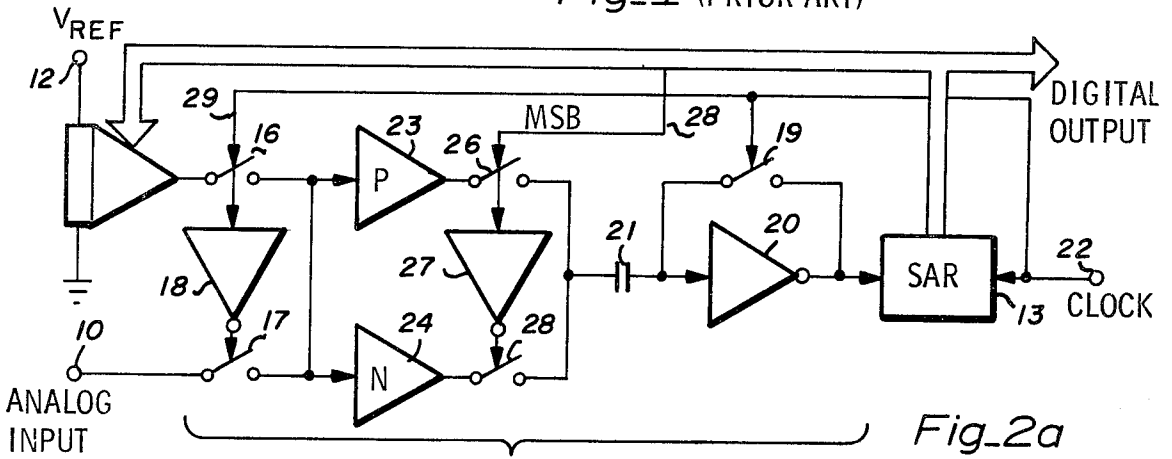 Fig_1 (PRIOR ART)
VREF
12
29
16
23
P
MSB
26
28
19
DIGITAL
OUTPUT
18
27
21
20
SAR
22
13
CLOCK
10
17
24
N
28
ANALOG
INPUT
Fig_2a